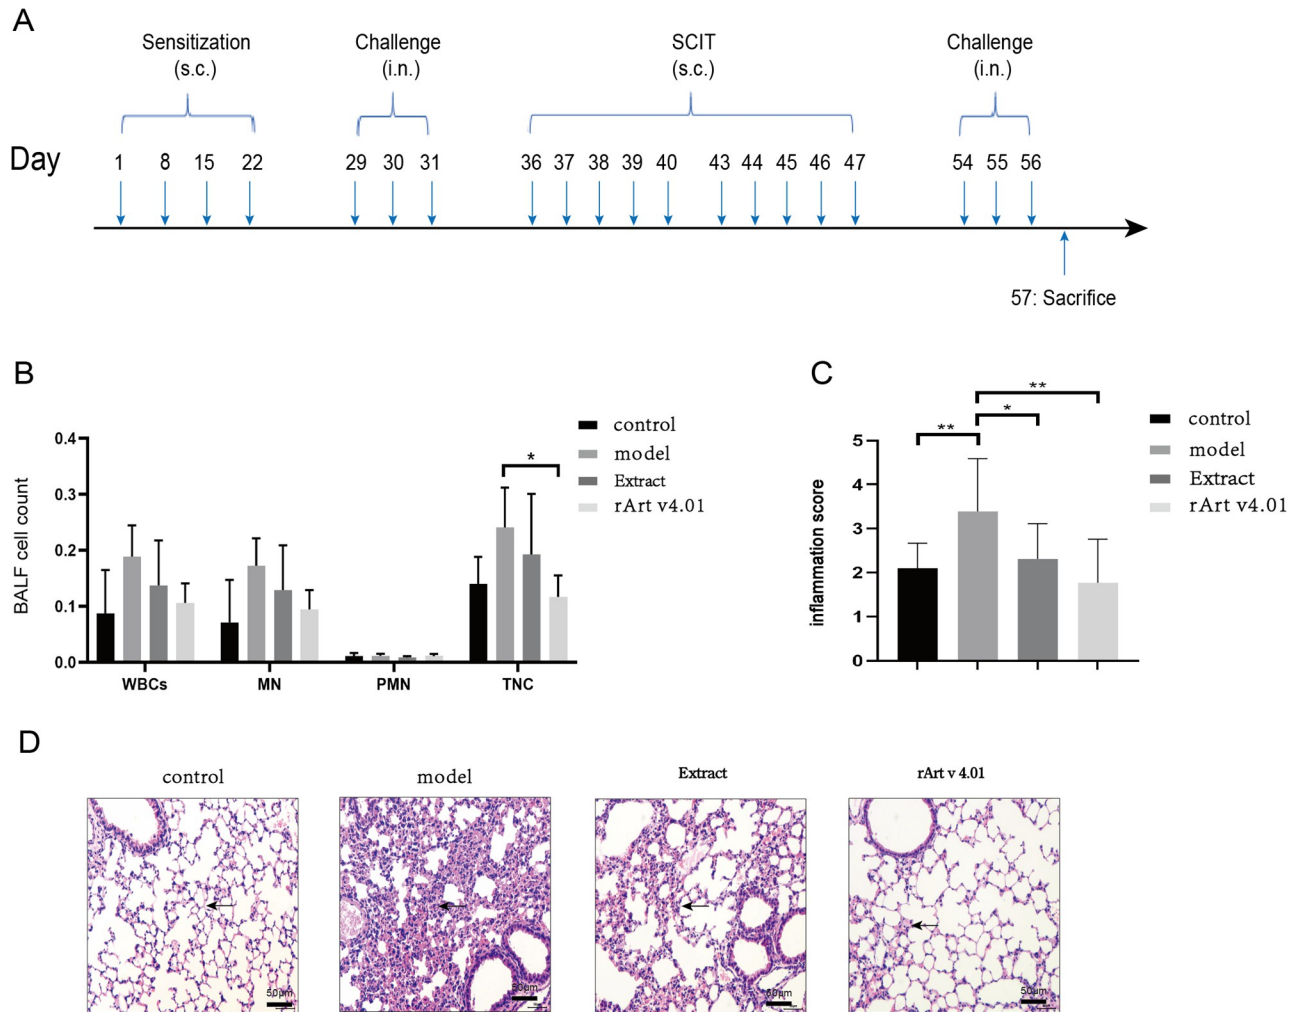 A
Sensitization
(s.c.)
Challenge
(i.n.)
SCIT
(s.c.)
Challenge
(i.n.)
Day 1 8 15 22 29 30 31 36 37 38 39 40 43 44 45 46 47 54 55 56
57: Sacrifice
B
BALF cell count
0.4
0.3
0.2
0.1
0.0
WBCs MN PMN TNC
*
control
model
Extract
rArt v4.01
C
inflammation score
5
4
3
2
1
0
**
*
**
control
model
Extract
rArt v4.01
D
control model Extract rArt v 4.01
50μm 50μm 50μm 50μm